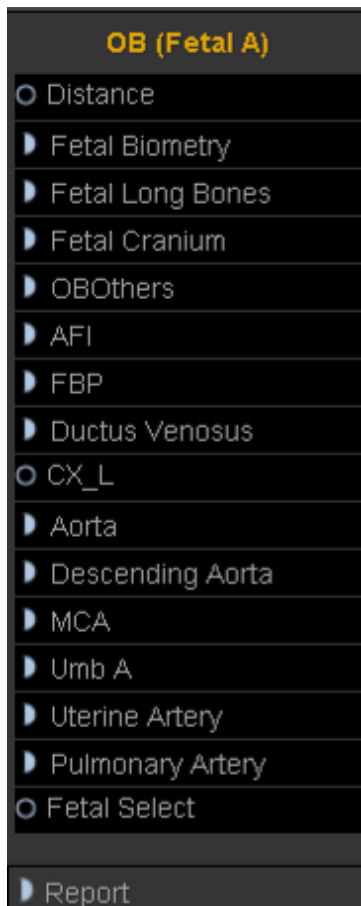 OB (Fetal A)
Distance
Fetal Biometry
Fetal Long Bones
Fetal Cranium
OBOthers
AFI
FBP
Ductus Venosus
CX_L
Aorta
Descending Aorta
MCA
Umb A
Uterine Artery
Pulmonary Artery
Fetal Select
Report